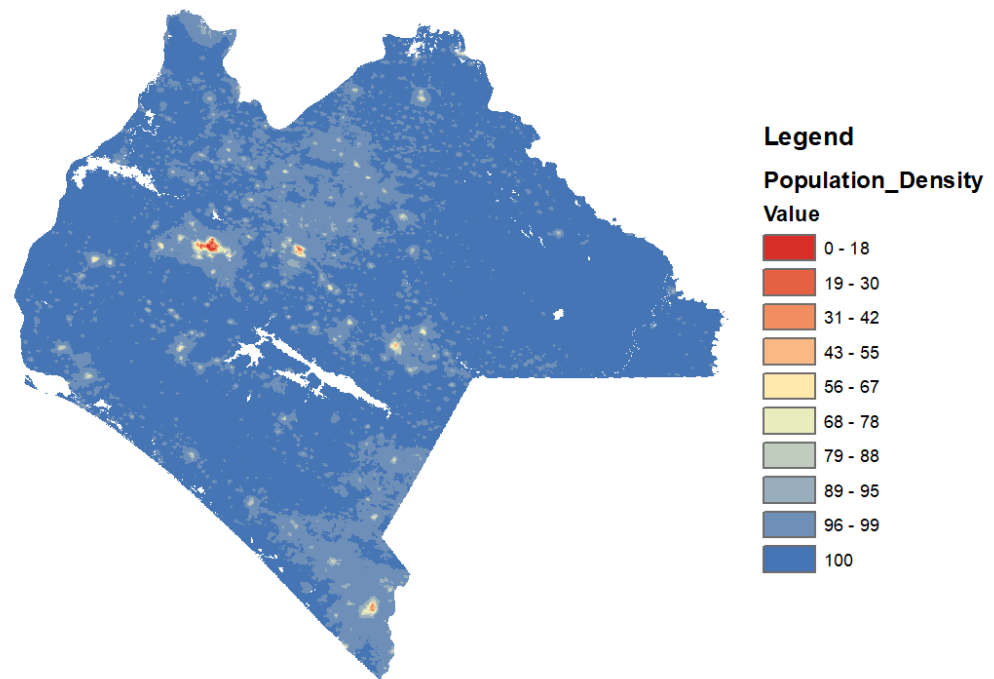 Legend
Population_Density
Value
0 - 18
19 - 30
31 - 42
43 - 55
56 - 67
68 - 78
79 - 88
89 - 95
96 - 99
100